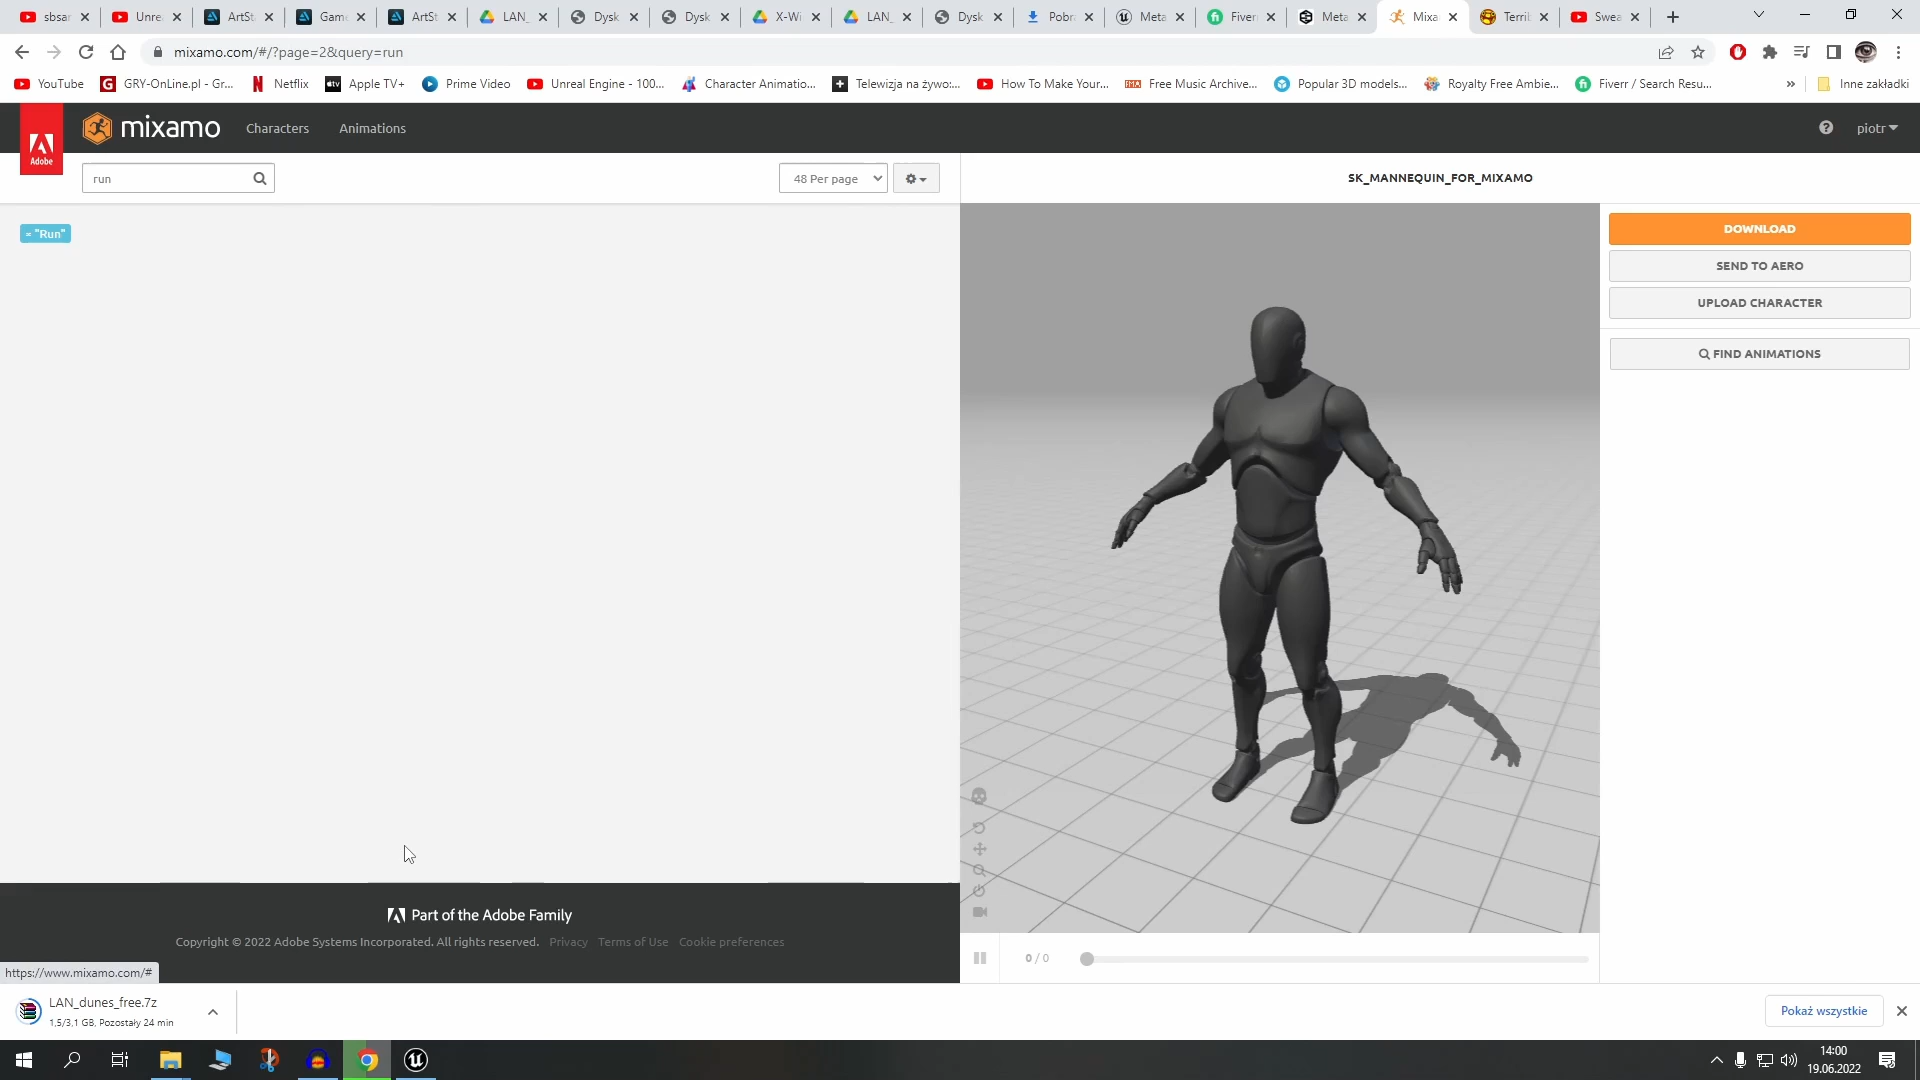 sbsar
Unre
ArtSt
Game
ArtSt
LAN_
Dysk
Dysk
X-Wi
LAN_
Dysk
Pobr
Meta
Fiver
Meta
Mixa
Terrib
Swea
mixamo.com/#/?page=2&query=run
YouTube
GRY-OnLine.pl - Gr...
Netflix
Apple TV+
Prime Video
Unreal Engine - 100...
Character Animatio...
Telewizja na żywo:...
How To Make Your...
Free Music Archive...
Popular 3D models...
Royalty Free Ambie...
Fiverr / Search Resu...
»
Inne zakładki
Adobe
mixamo
Characters
Animations
piotr
run
48 Per page
SK_MANNEQUIN_FOR_MIXAMO
× "Run"
DOWNLOAD
SEND TO AERO
UPLOAD CHARACTER
FIND ANIMATIONS
Part of the Adobe Family
Copyright © 2022 Adobe Systems Incorporated. All rights reserved. Privacy Terms of Use Cookie preferences
0 / 0
https://www.mixamo.com/#
LAN_dunes_free.7z
1,5/3,1 GB, Pozostały 24 min
Pokaż wszystkie
14:00
19.06.2022